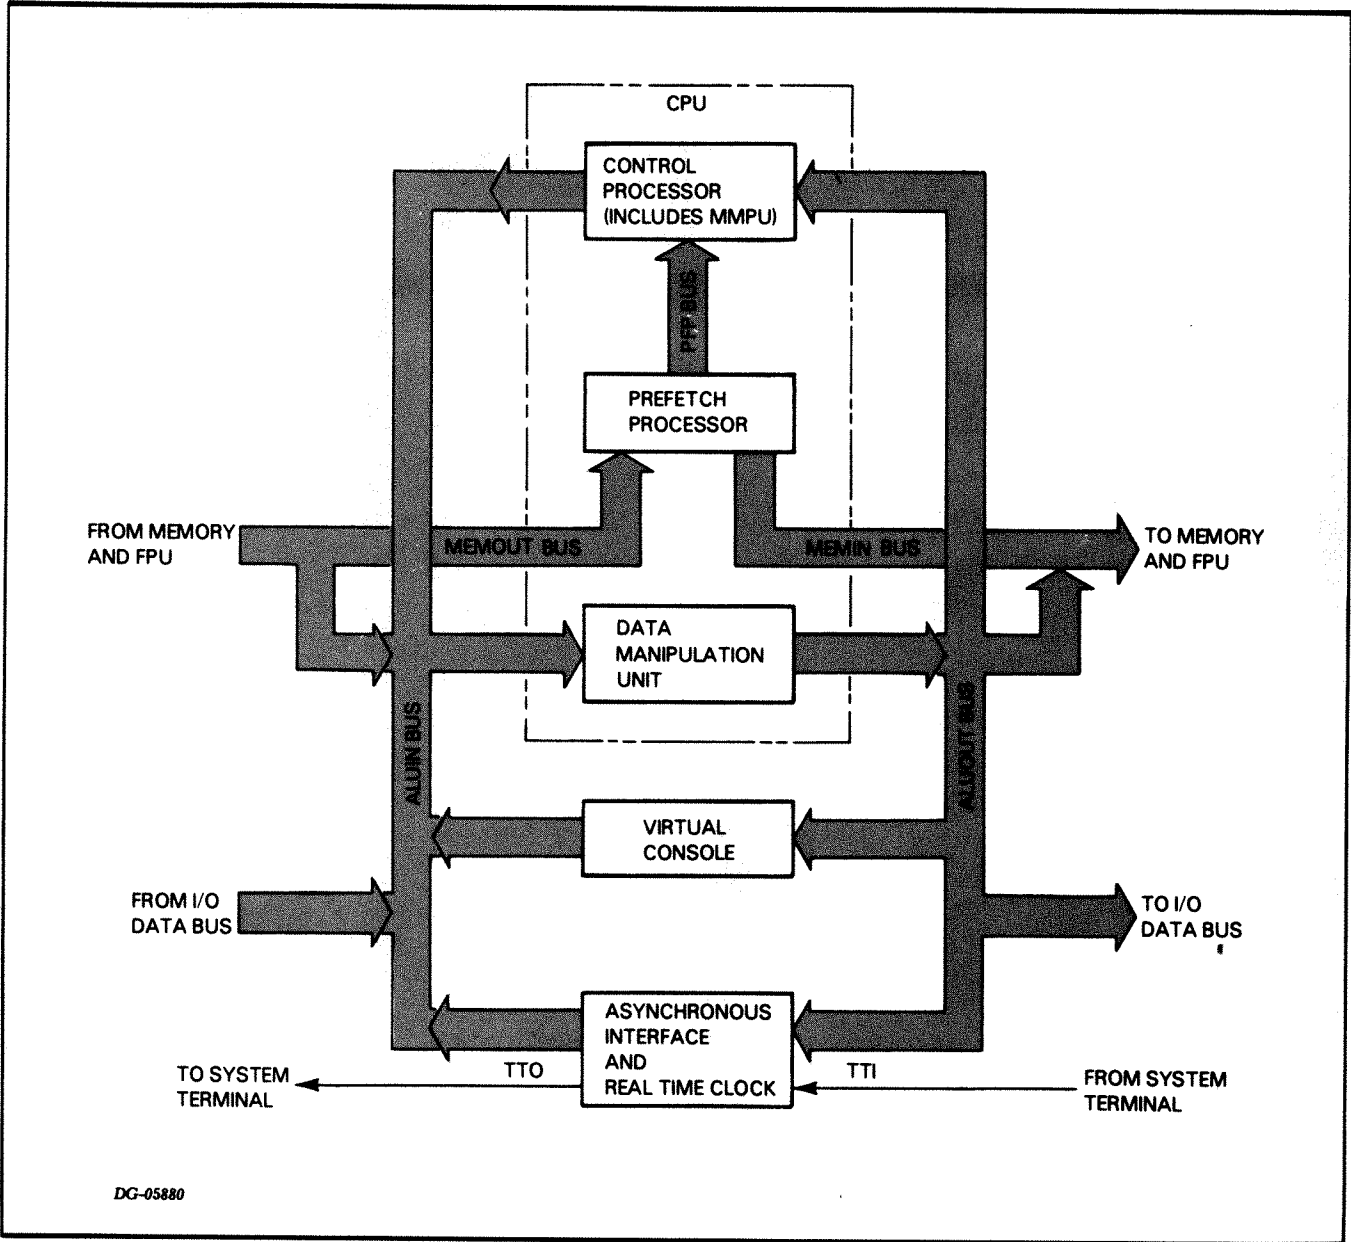 CPU
CONTROL
PROCESSOR
(INCLUDES MMPU)
PFP BUS
PREFETCH
PROCESSOR
FROM MEMORY
AND FPU
MEMOUT BUS
MEMIN BUS
TO MEMORY
AND FPU
DATA
MANIPULATION
UNIT
ALUIN BUS
ALUOUT BUS
VIRTUAL
CONSOLE
FROM I/O
DATA BUS
TO I/O
DATA BUS
ASYNCHRONOUS
INTERFACE
AND
REAL TIME CLOCK
TTO
TTI
TO SYSTEM
TERMINAL
FROM SYSTEM
TERMINAL
DG-05880